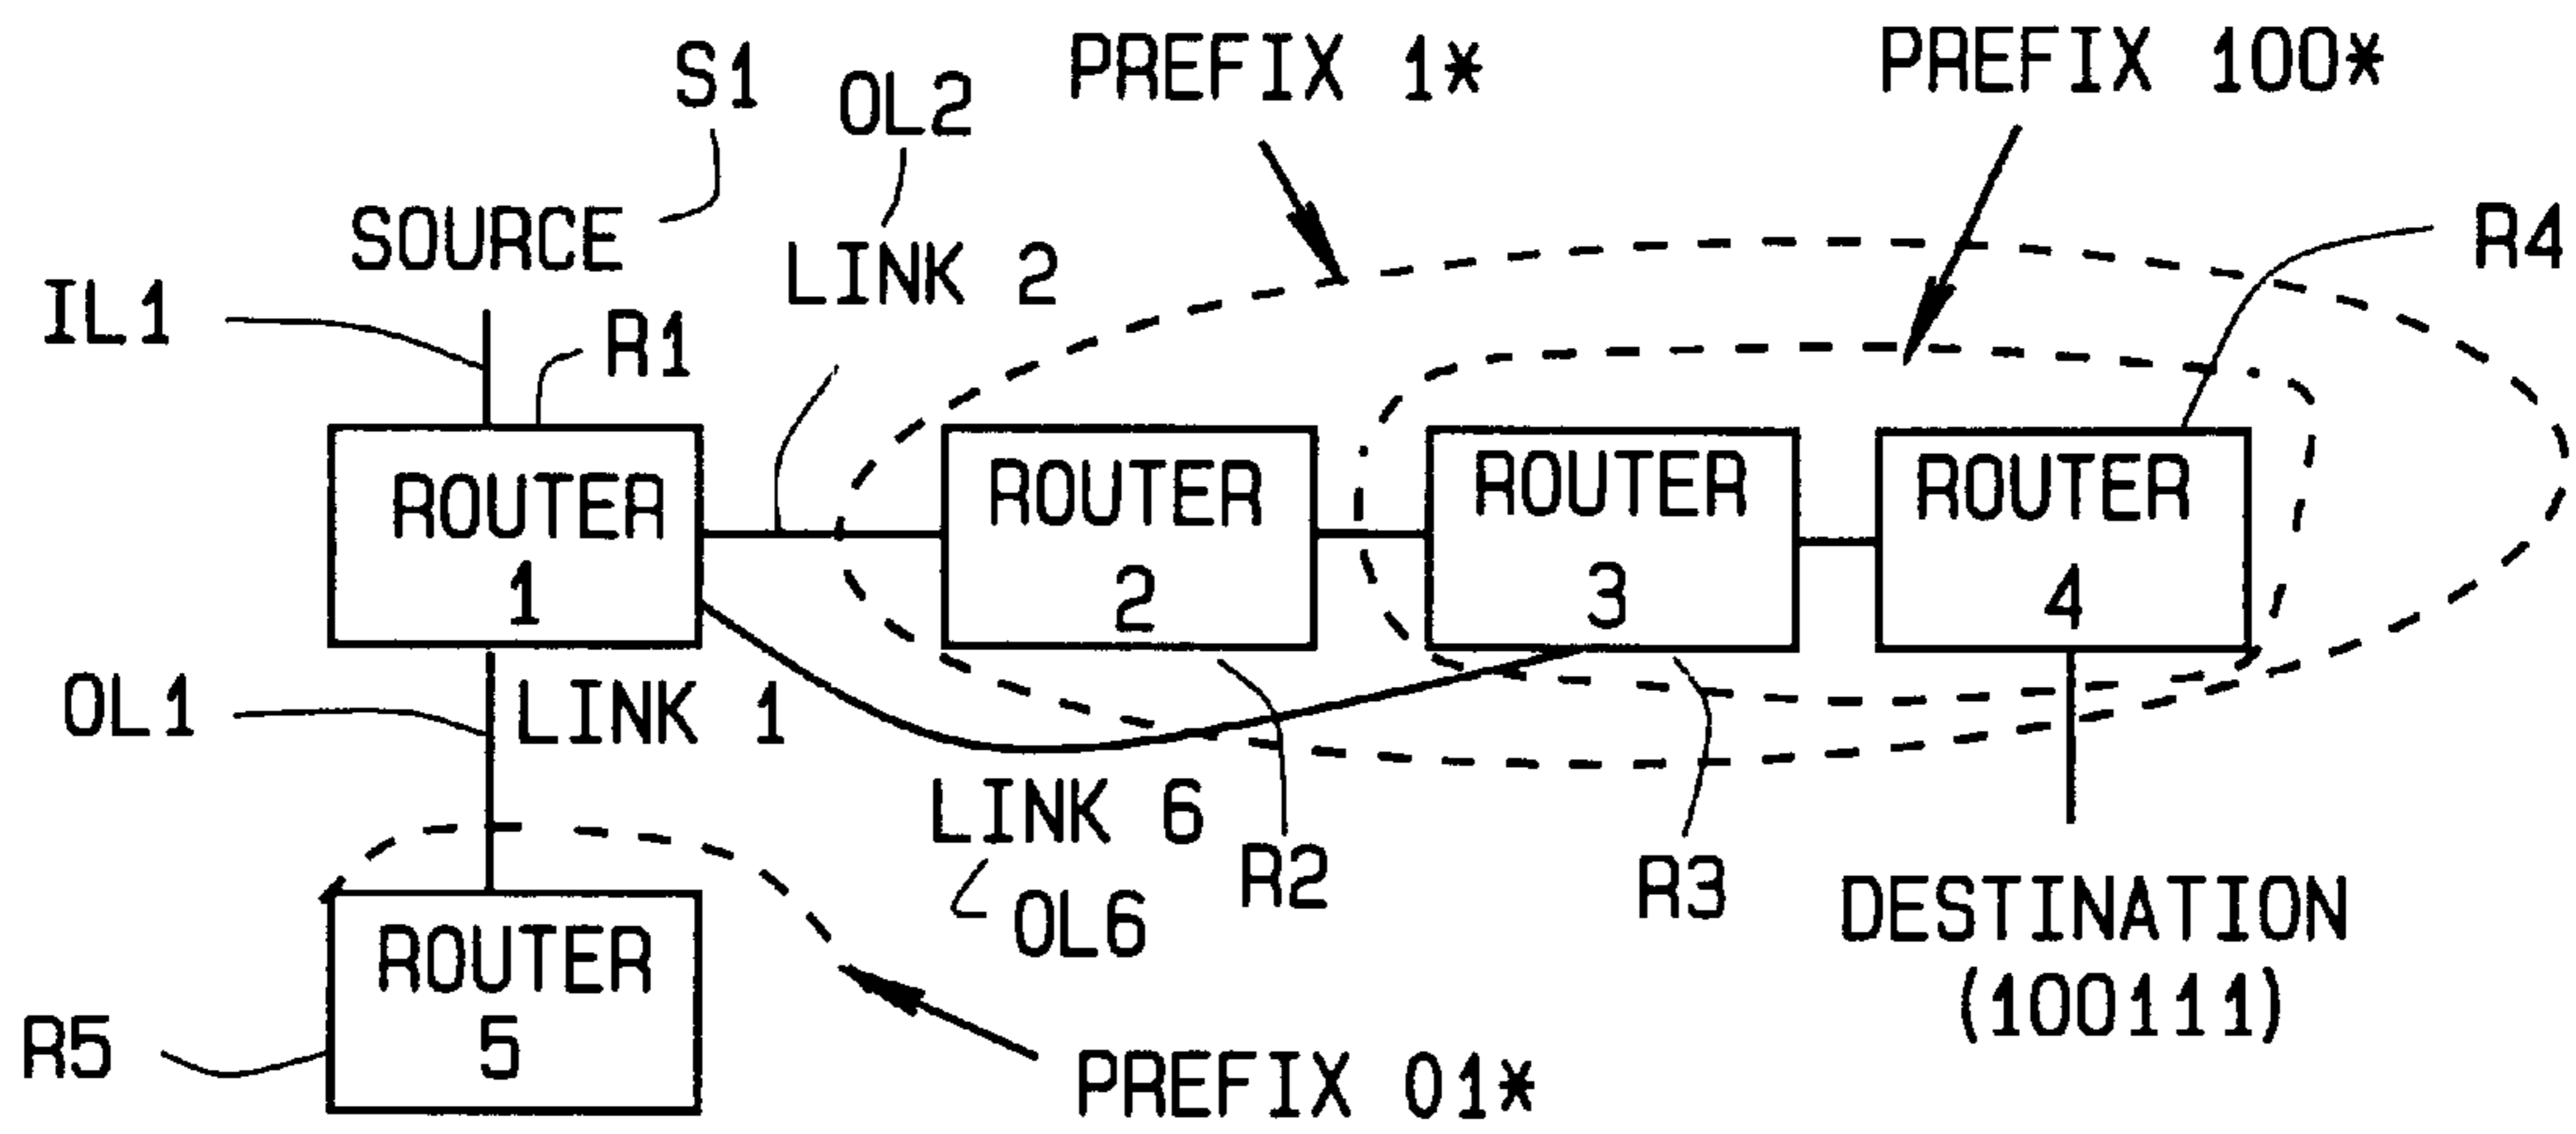 S1
OL2
PREFIX 1*
PREFIX 100*
SOURCE
LINK 2
R4
IL1
R1
ROUTER
1
ROUTER
2
ROUTER
3
ROUTER
4
OL1
LINK 1
LINK 6
OL6
R2
R3
DESTINATION
(100111)
ROUTER
5
R5
PREFIX 01*